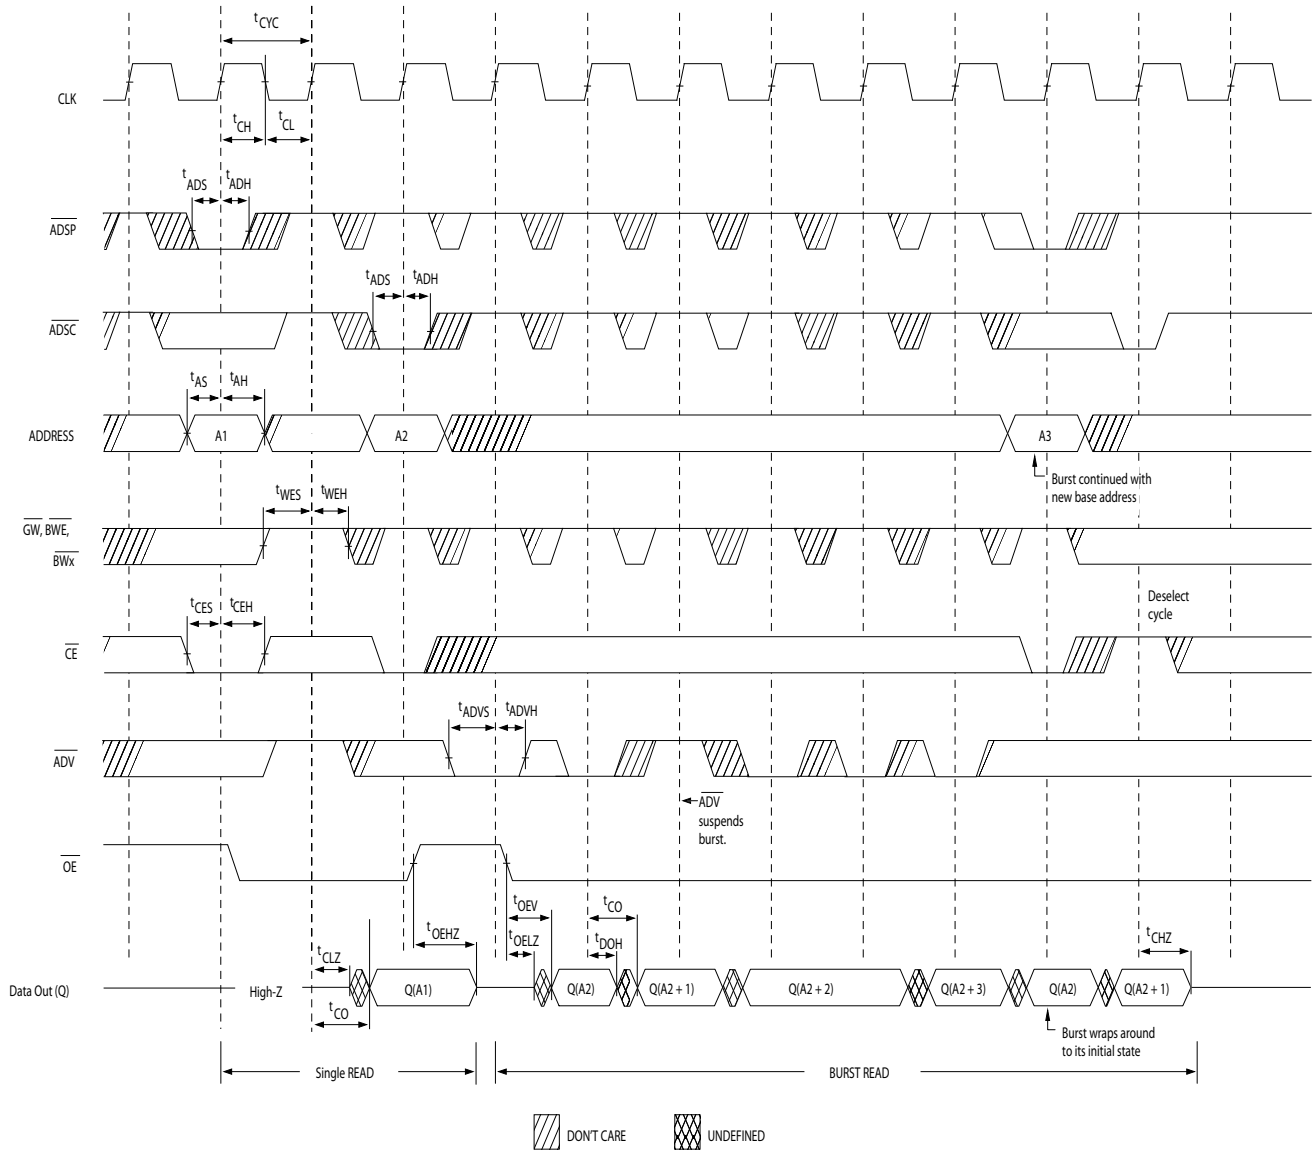 tCYC
CLK
tCH
tCL
tADS
tADH
ADSP
tADS
tADH
ADSC
tAS
tAH
ADDRESS
A1
A2
A3
Burst continued with
new base address
tWES
tWEH
GW, BWE,
BWx
Deselect
cycle
tCES
tCEH
CE
tADVS
tADVH
ADV
ADV
suspends
burst.
OE
tOEV
tCO
tOEHZ
tOELZ
tDOH
tCHZ
tCLZ
Data Out (Q)
High-Z
Q(A1)
Q(A2)
Q(A2 + 1)
Q(A2 + 2)
Q(A2 + 3)
Q(A2)
Q(A2 + 1)
tCO
Burst wraps around
to its initial state
Single READ
BURST READ
DON'T CARE
UNDEFINED